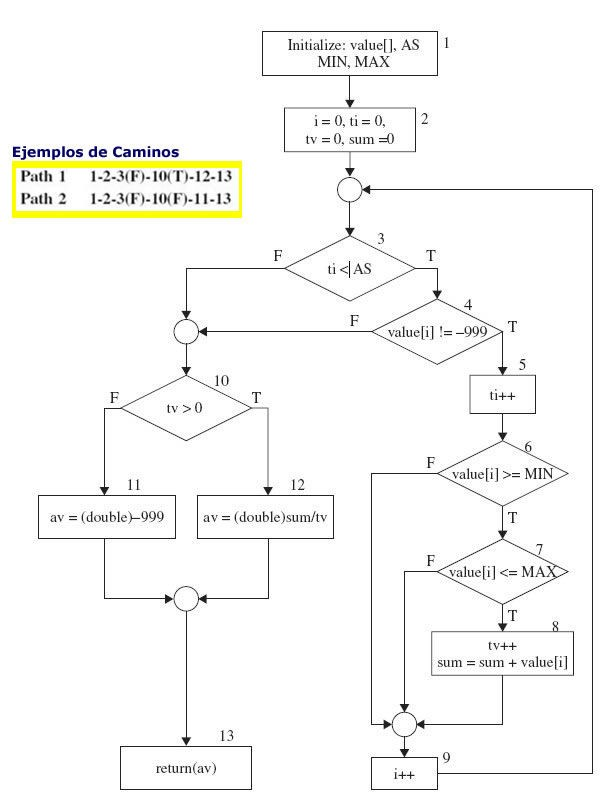 Initialize: value[], AS
MIN, MAX
1
i = 0, ti = 0,
tv = 0, sum =0
2
Ejemplos de Caminos
Path 1 1-2-3(F)-10(T)-12-13
Path 2 1-2-3(F)-10(F)-11-13
3
F
T
ti < AS
4
F
T
value[i] != –999
5
ti++
10
F
T
tv > 0
6
F
value[i] >= MIN
T
11
av = (double)–999
12
av = (double)sum/tv
7
F
value[i] <= MAX
T
8
tv++
sum = sum + value[i]
13
return(av)
9
i++